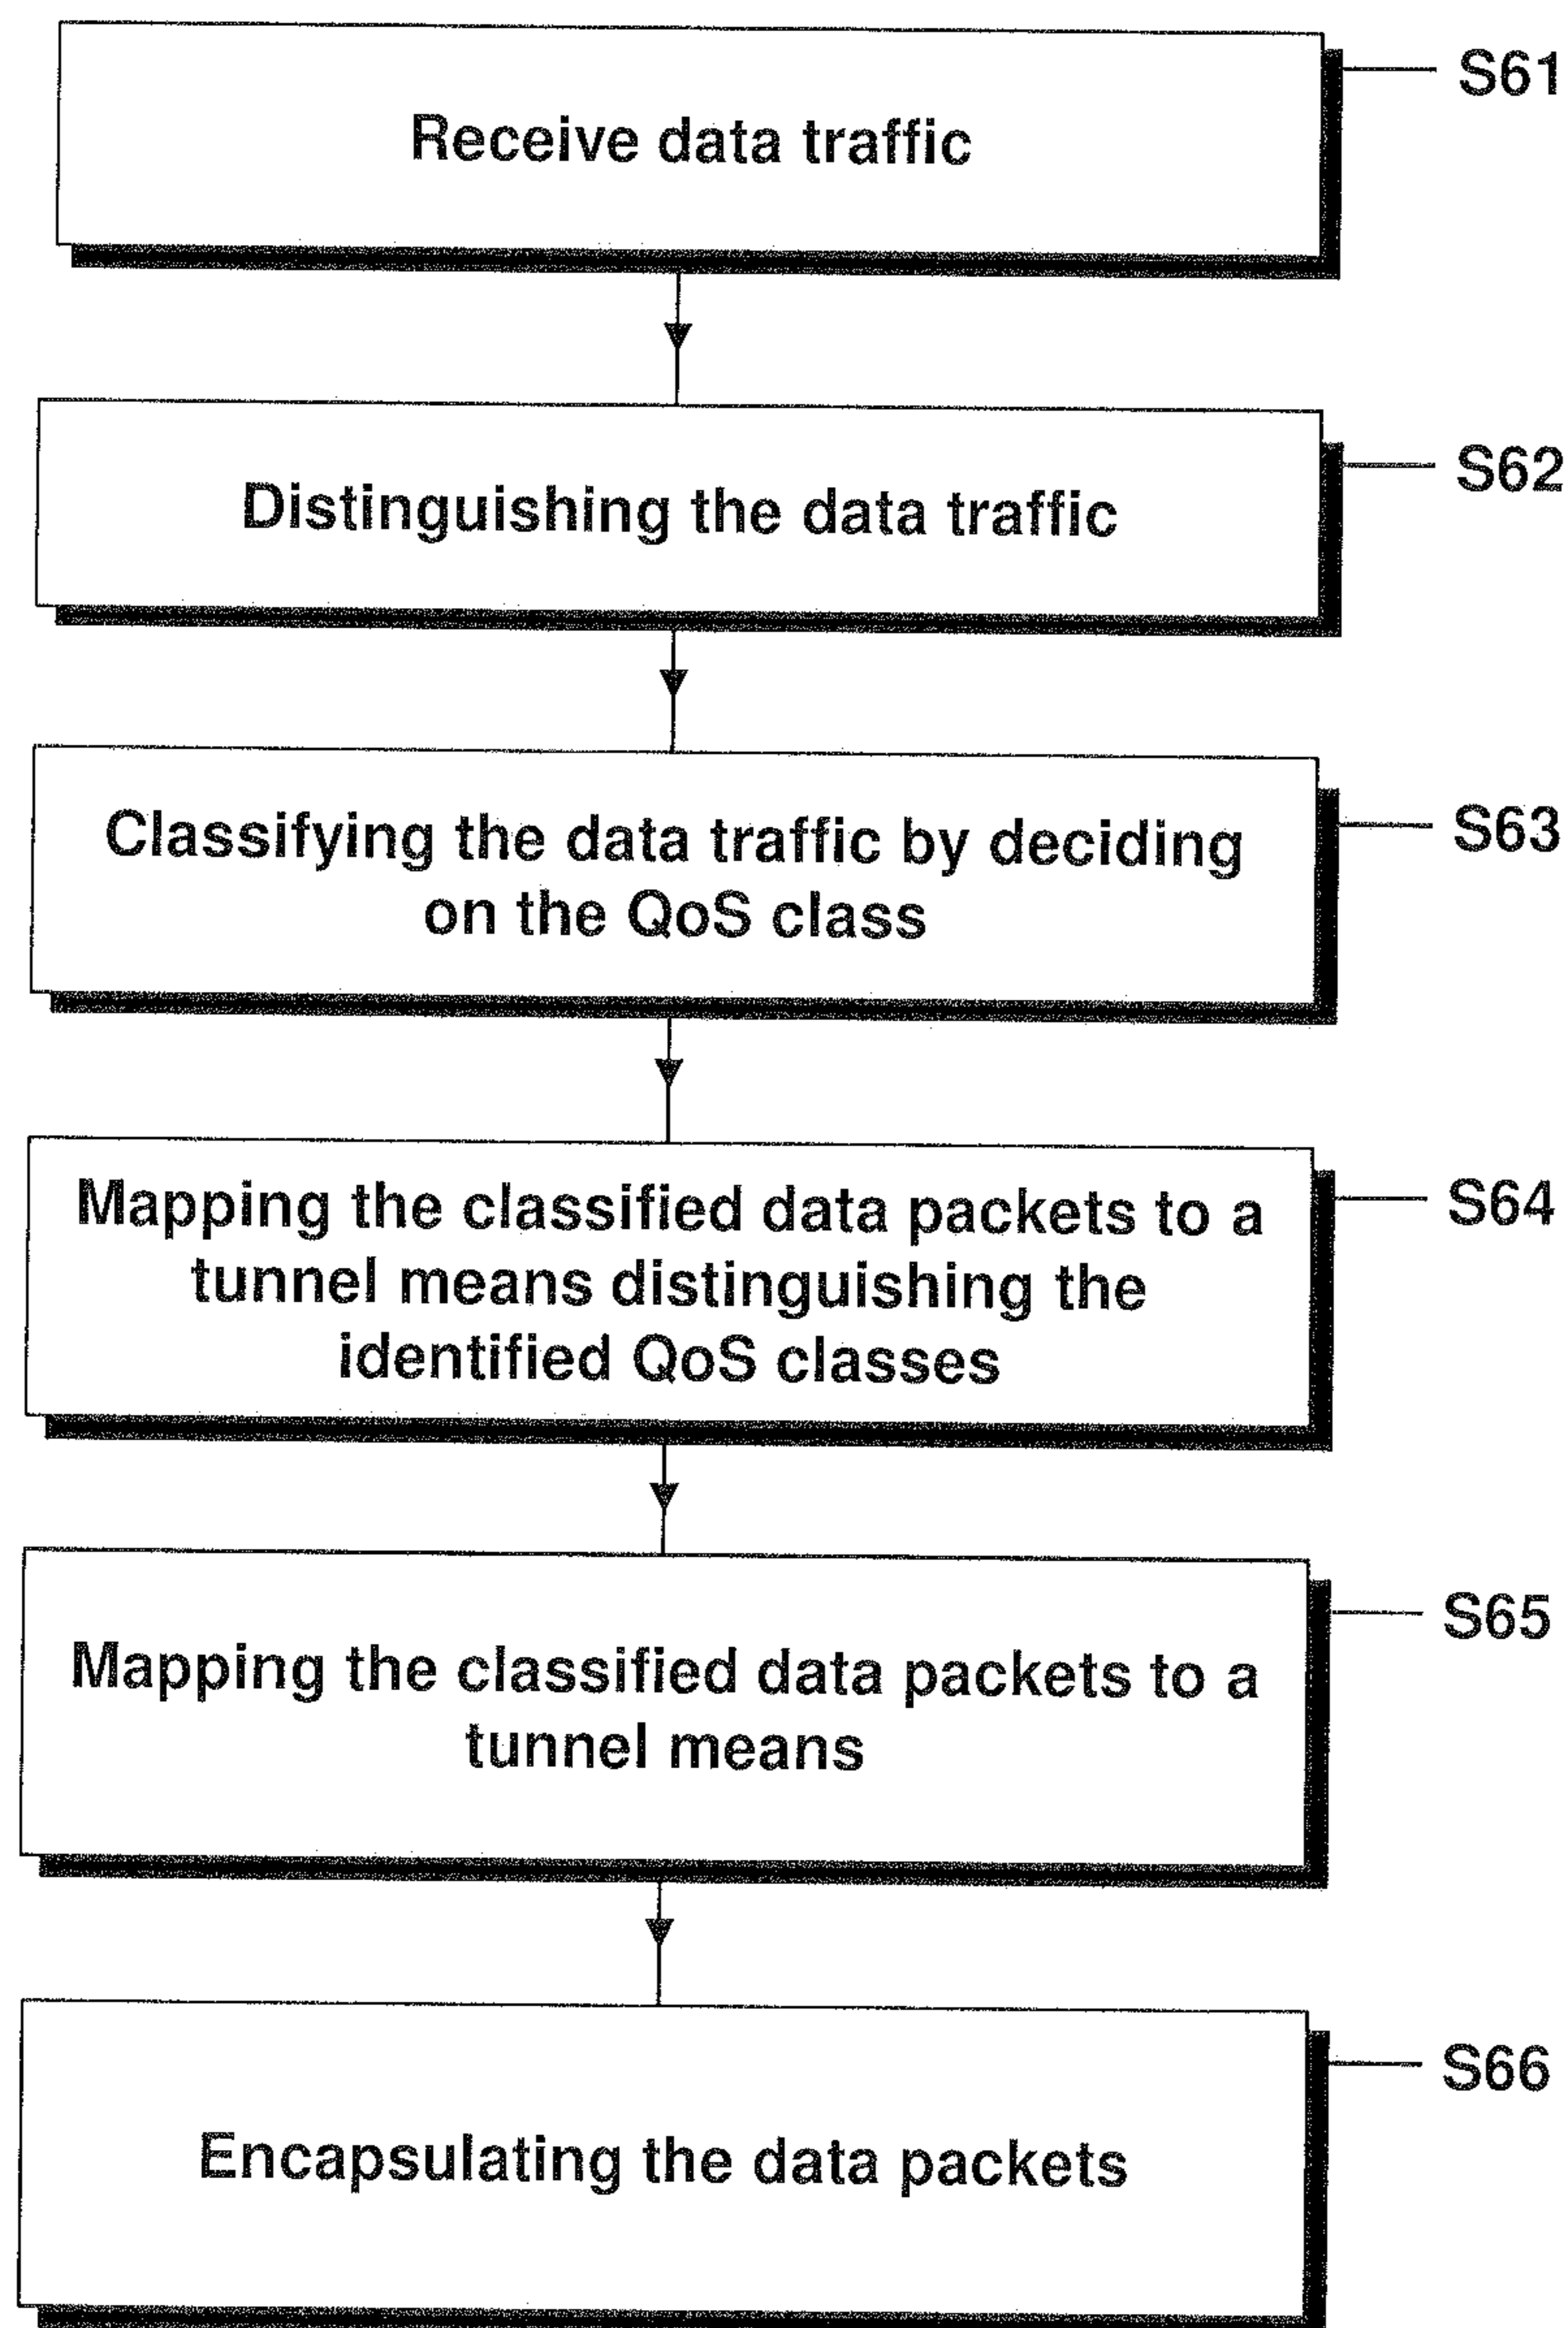 Receive data traffic
S61
Distinguishing the data traffic
S62
Classifying the data traffic by deciding
on the QoS class
S63
Mapping the classified data packets to a
tunnel means distinguishing the
identified QoS classes
S64
Mapping the classified data packets to a
tunnel means
S65
Encapsulating the data packets
S66